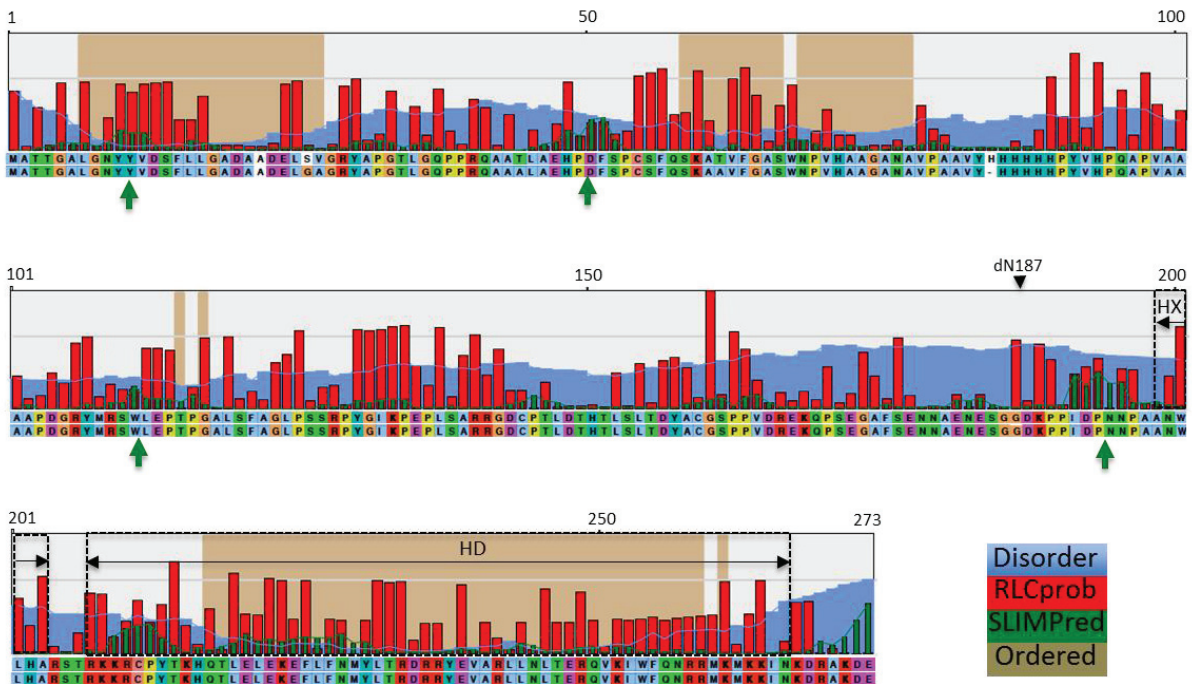 1 50 100
MATTGALGNYYVDSFLLGADAADELSVGRYAPGTLGQPPRQAATLAEHPDFSPCSFQSKATVFGASWNPVHAAGANAVPAAVYHHHHHHPYVHPQAPVAA
MATTGALGNYYVDSFLLGADAADELGAGRYAPGTLGQPPRQAAALAEHPDFSPCSFQSKAAVFGASWNPVHAAGANAVPAAVY-HHHHHPYVHPQAPVAA
dN187
101 150 200
HX
AAPDGRYMRSWLEPTPGALSFAGLPSSRPYGIKPEPLSARRGDCPTLDTHTLSLTDYACGSPPVDREKQPSEGAFSENNAENESGGDKPPIDPNNPAANW
AAPDGRYMRSWLEPTPGALSFAGLPSSRPYGIKPEPLSARRGDCPTLDTHTLSLTDYACGSPPVDREKQPSEGAFSENNAENESGGDKPPIDPNNPAANW
201 250 273
HD
LHARSTRKKRCPYTKHQTLELEKEFLFNMYLTRDRRYEVARLLNLTERQVKIWFQNRRMKMKKINKDRAKDE
LHARSTRKKRCPYTKHQTLELEKEFLFNMYLTRDRRYEVARLLNLTERQVKIWFQNRRMKMKKINKDRAKDE
Disorder
RLCprob
SLIMPred
Ordered